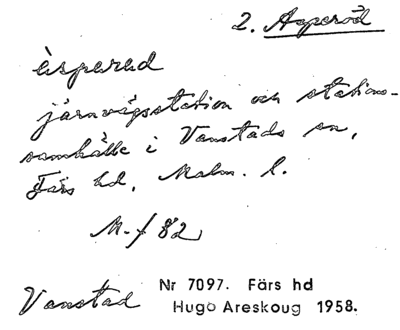 2. Asperöd
àsperud
järnvägsstation och stations-
samhälle i Vanstads sn,
Färs hd, Malm. l.
M-f 82
Vanstad Nr 7097. Färs hd
Hugo Areskoug 1958.